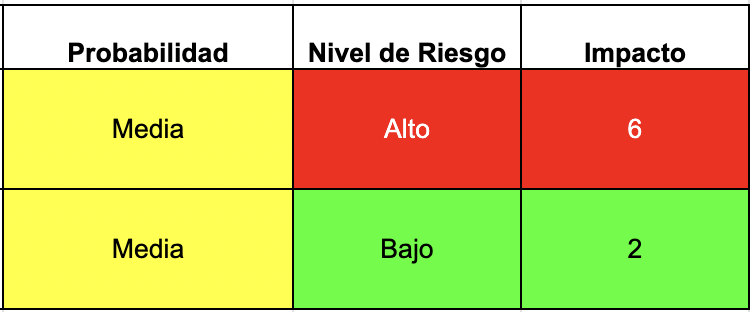 Probabilidad Nivel de Riesgo Impacto
Media Alto 6
Media Bajo 2